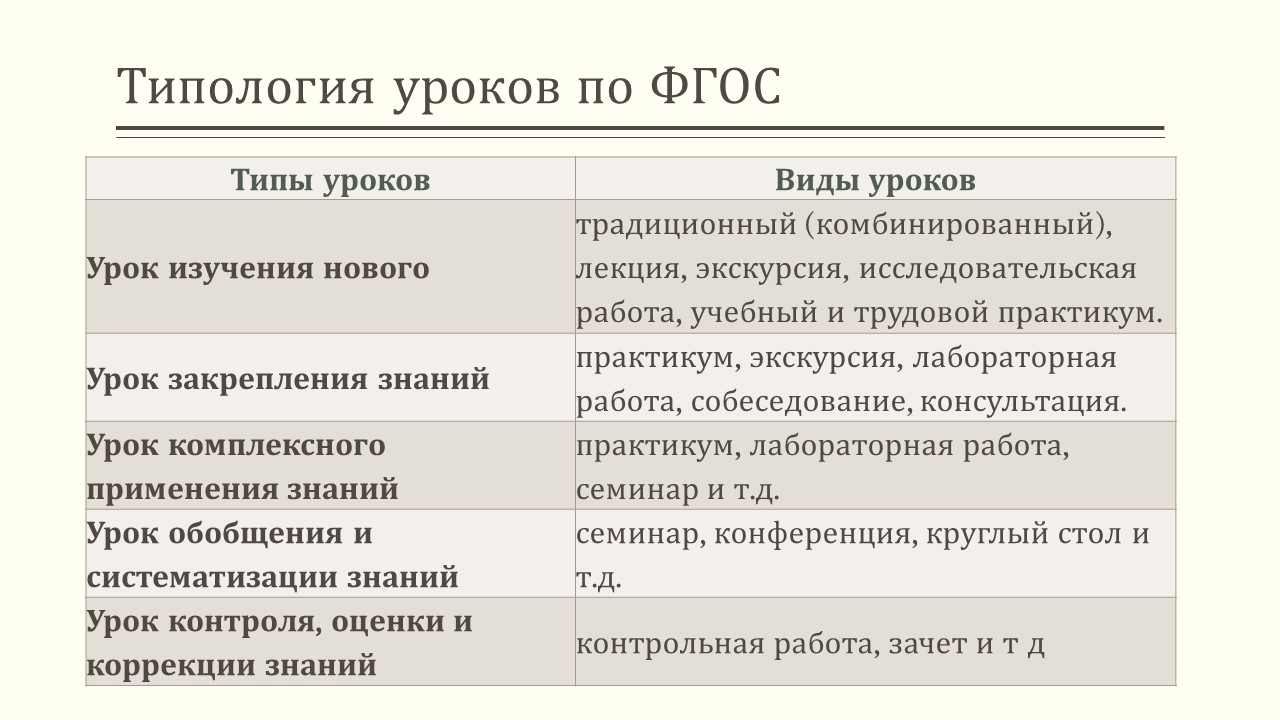 Типология уроков по ФГОС
Типы уроков
Виды уроков
Урок изучения нового
традиционный (комбинированный),
лекция, экскурсия, исследовательская
работа, учебный и трудовой практикум.
Урок закрепления знаний
практикум, экскурсия, лабораторная
работа, собеседование, консультация.
Урок комплексного
применения знаний
практикум, лабораторная работа,
семинар и т.д.
Урок обобщения и
систематизации знаний
семинар, конференция, круглый стол и
т.д.
Урок контроля, оценки и
коррекции знаний
контрольная работа, зачет и т д